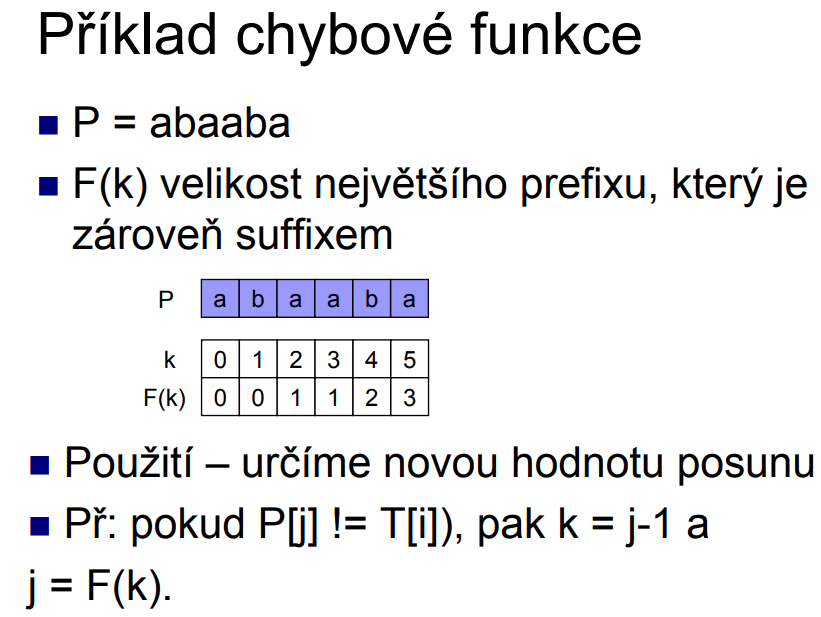 Příklad chybové funkce
P = abaaba
F(k) velikost největšího prefixu, který je
zároveň suffixem
P a b a a b a
k 0 1 2 3 4 5
F(k) 0 0 1 1 2 3
Použití – určíme novou hodnotu posunu
Př: pokud P[j] != T[i]), pak k = j-1 a
j = F(k).